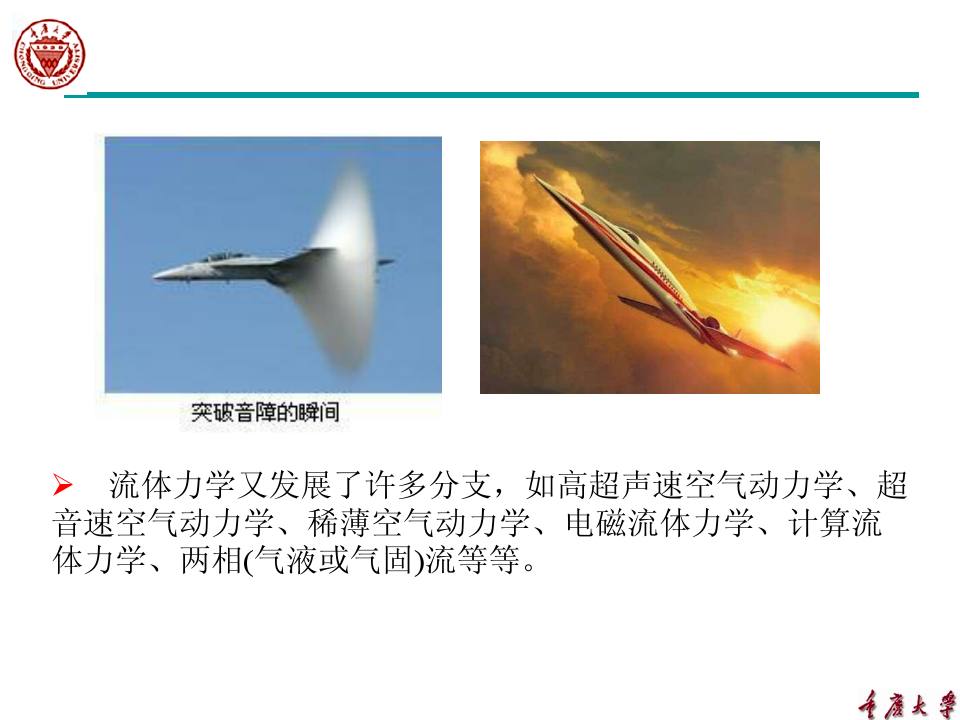 重庆大学
1929
CHONGQING UNIVERSITY
突破音障的瞬间
流体力学又发展了许多分支，如高超声速空气动力学、超
音速空气动力学、稀薄空气动力学、电磁流体力学、计算流
体力学、两相(气液或气固)流等等。
重庆大学